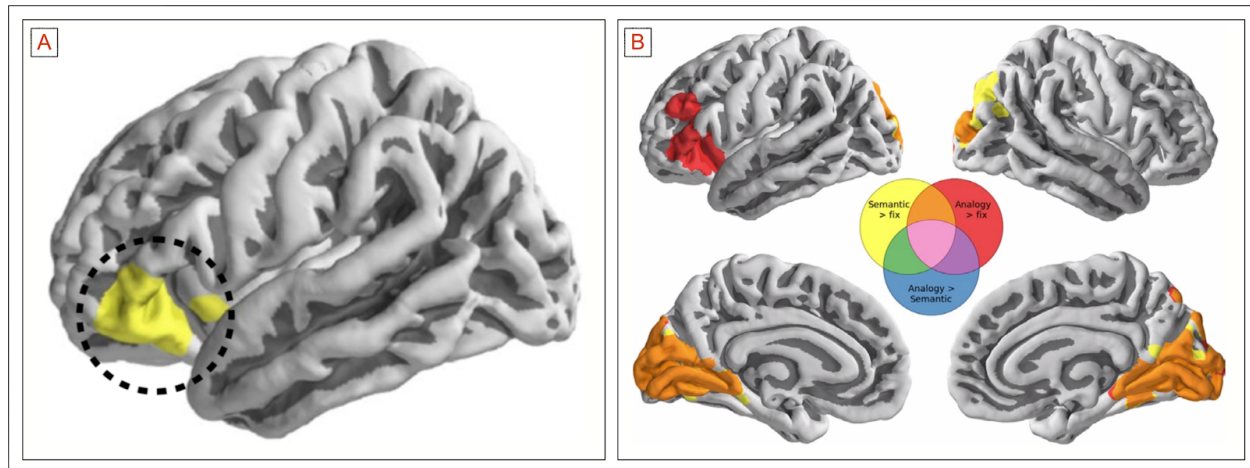 A
B
Semantic
> fix
Analogy
> fix
Analogy >
Semantic